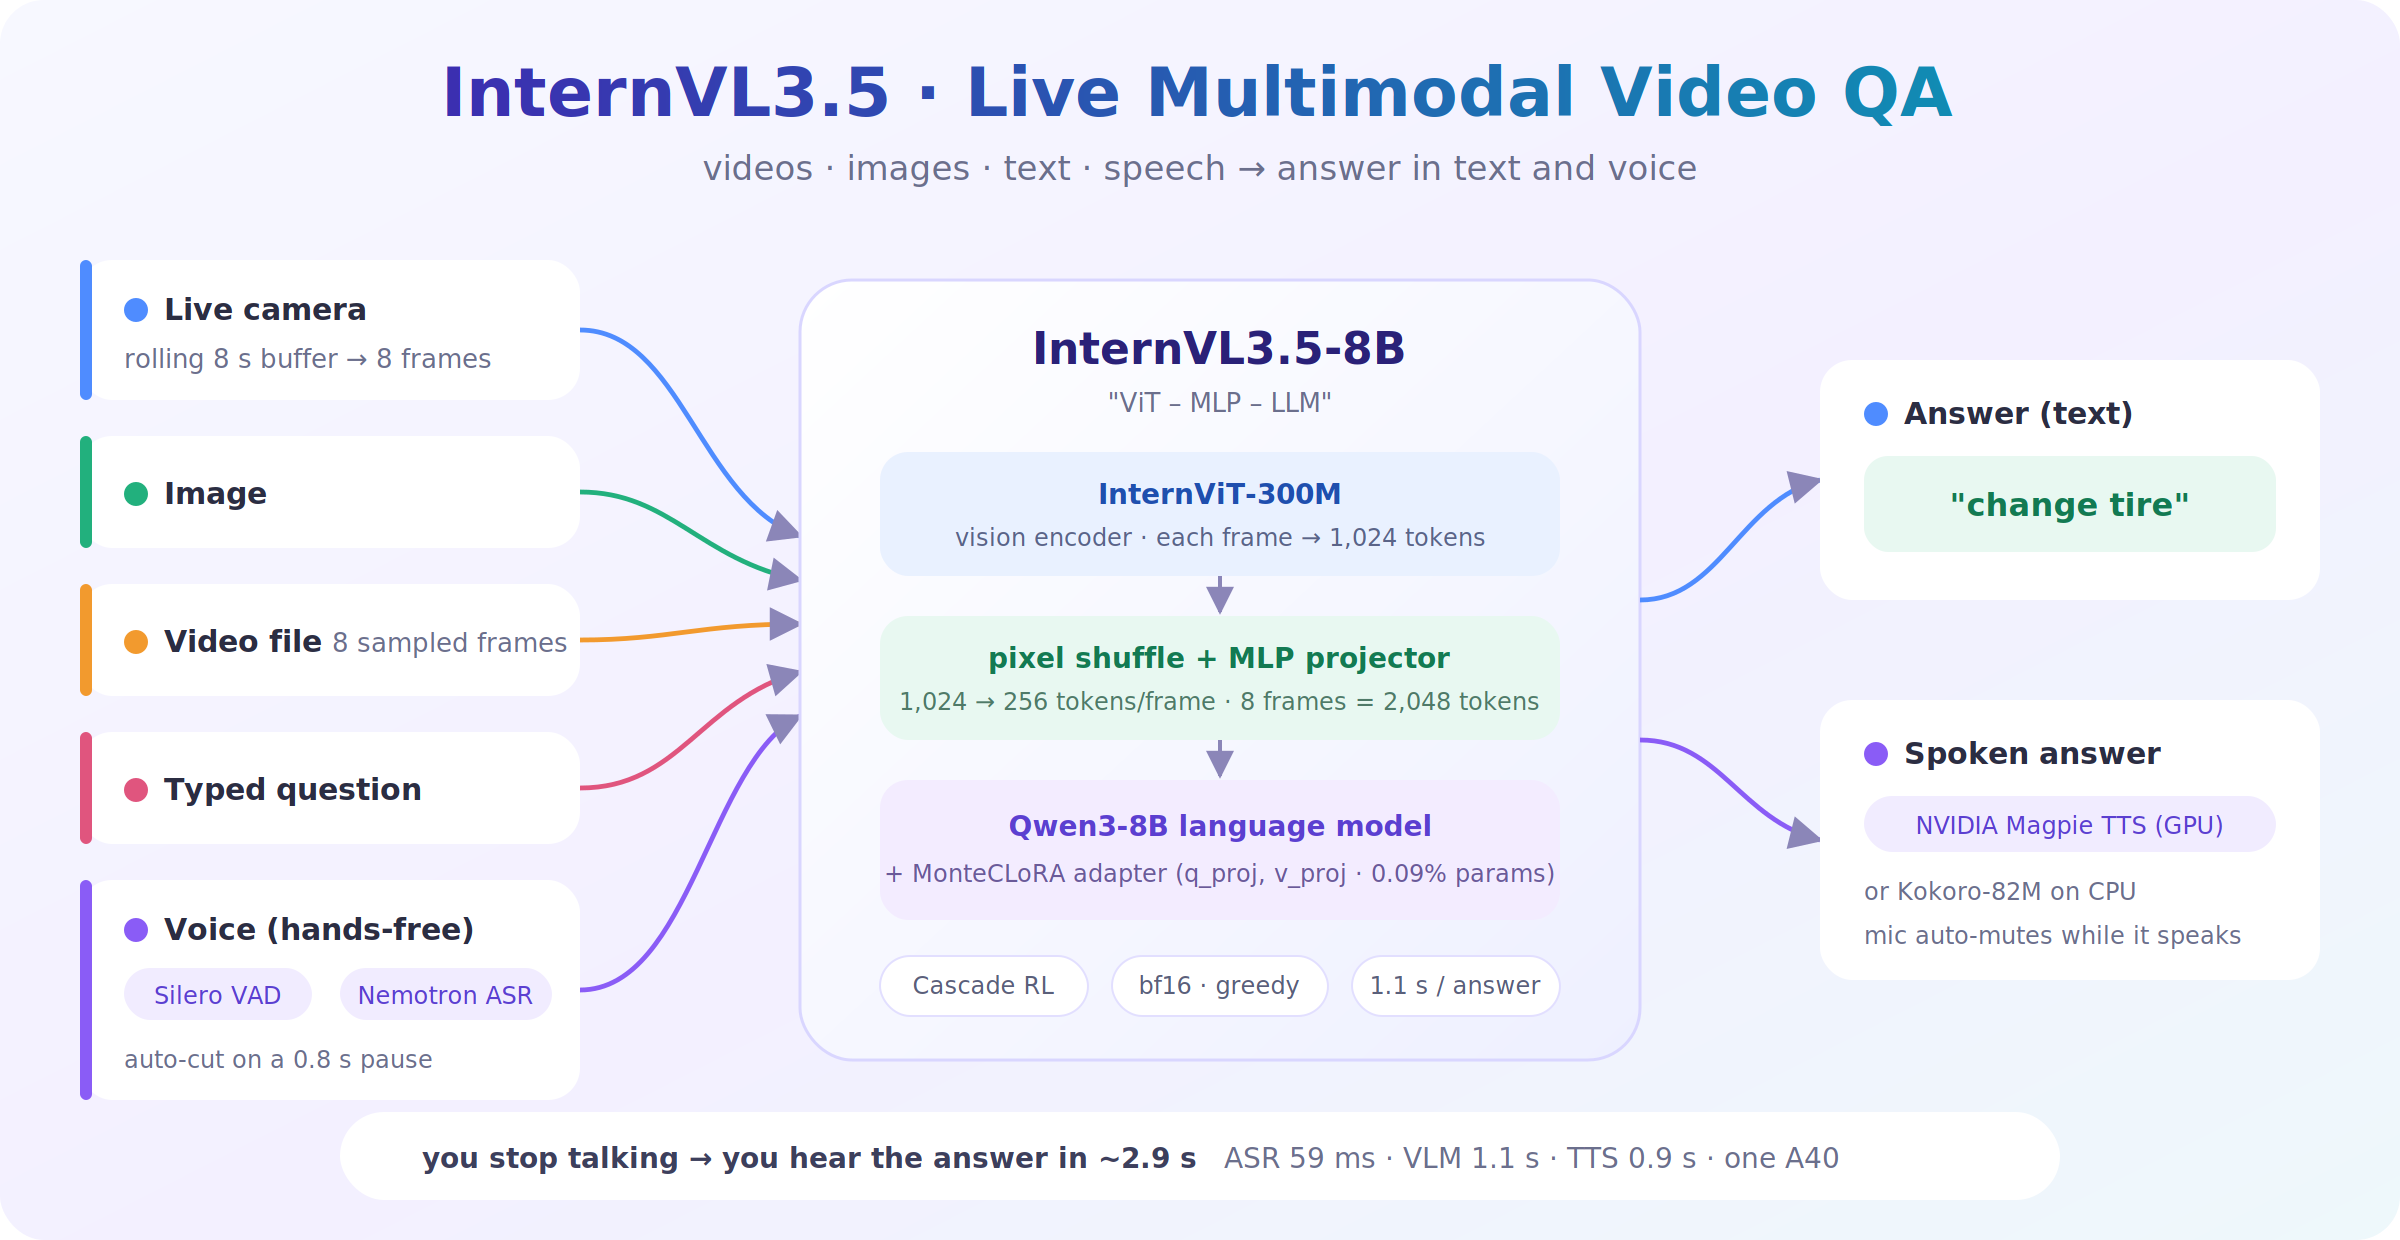 InternVL3.5 · Live Multimodal Video QA
videos · images · text · speech → answer in text and voice
Live camera
rolling 8 s buffer → 8 frames
Image
Video file 8 sampled frames
Typed question
Voice (hands-free)
Silero VAD
Nemotron ASR
auto-cut on a 0.8 s pause
InternVL3.5-8B
"ViT – MLP – LLM"
InternViT-300M
vision encoder · each frame → 1,024 tokens
pixel shuffle + MLP projector
1,024 → 256 tokens/frame · 8 frames = 2,048 tokens
Qwen3-8B language model
+ MonteCLoRA adapter (q_proj, v_proj · 0.09% params)
Cascade RL
bf16 · greedy
1.1 s / answer
Answer (text)
"change tire"
Spoken answer
NVIDIA Magpie TTS (GPU)
or Kokoro-82M on CPU
mic auto-mutes while it speaks
you stop talking → you hear the answer in ~2.9 s ASR 59 ms · VLM 1.1 s · TTS 0.9 s · one A40